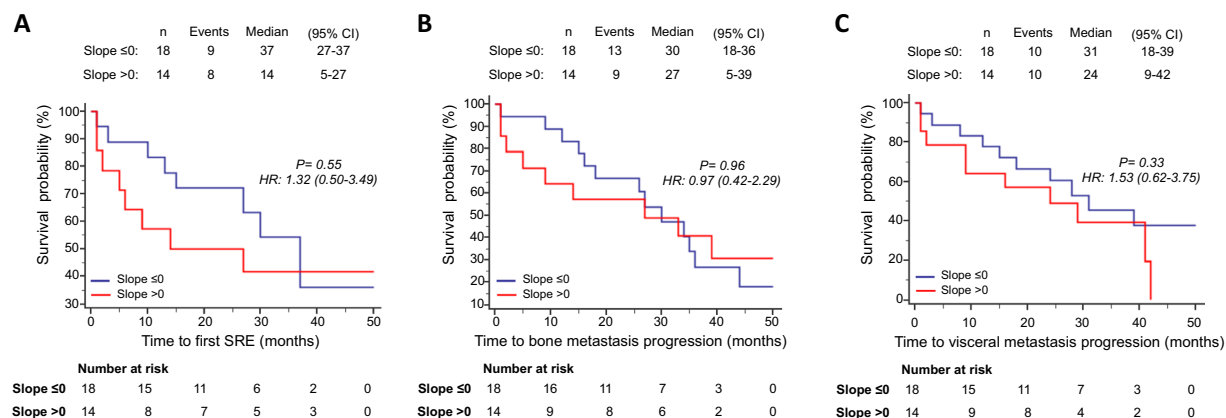 A
n Events Median (95% CI)
Slope ≤0: 18 9 37 27-37
Slope >0: 14 8 14 5-27
Survival probability (%)
100
90
80
70
60
50
40
30
P= 0.55
HR: 1.32 (0.50-3.49)
Slope ≤0
Slope >0
0 10 20 30 40 50
Time to first SRE (months)
Number at risk
Slope ≤0 18 15 11 6 2 0
Slope >0 14 8 7 5 3 0
B
n Events Median (95% CI)
Slope ≤0: 18 13 30 18-36
Slope >0: 14 9 27 5-39
Survival probability (%)
100
90
80
70
60
50
40
30
20
10
P= 0.96
HR: 0.97 (0.42-2.29)
Slope ≤0
Slope >0
0 10 20 30 40 50
Time to bone metastasis progression (months)
Number at risk
Slope ≤0 18 16 11 7 3 0
Slope >0 14 9 8 6 2 0
C
n Events Median (95% CI)
Slope ≤0: 18 10 31 18-39
Slope >0: 14 10 24 9-42
Survival probability (%)
100
80
60
40
20
0
P= 0.33
HR: 1.53 (0.62-3.75)
Slope ≤0
Slope >0
0 10 20 30 40 50
Time to visceral metastasis progression (months)
Number at risk
Slope ≤0 18 15 11 7 3 0
Slope >0 14 9 8 4 2 0